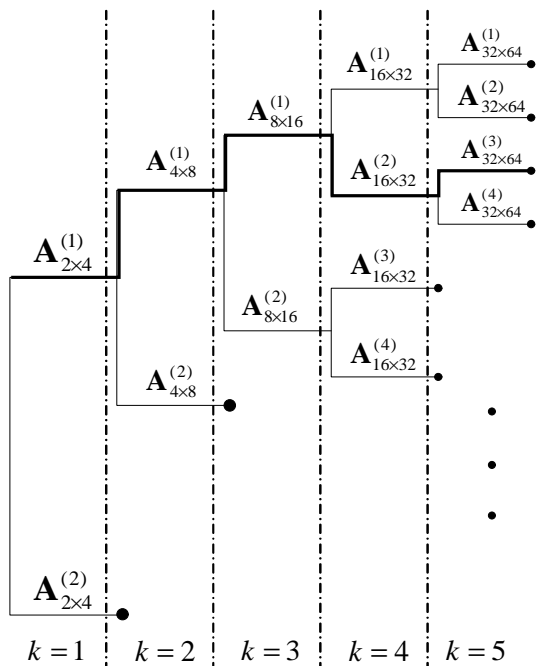 A^{(1)}_{32×64}
A^{(1)}_{16×32}
A^{(2)}_{32×64}
A^{(1)}_{8×16}
A^{(1)}_{4×8}
A^{(2)}_{16×32}
A^{(3)}_{32×64}
A^{(4)}_{32×64}
A^{(1)}_{2×4}
A^{(3)}_{16×32}
A^{(2)}_{8×16}
A^{(4)}_{16×32}
A^{(2)}_{4×8}
A^{(2)}_{2×4}
k = 1 k = 2 k = 3 k = 4 k = 5